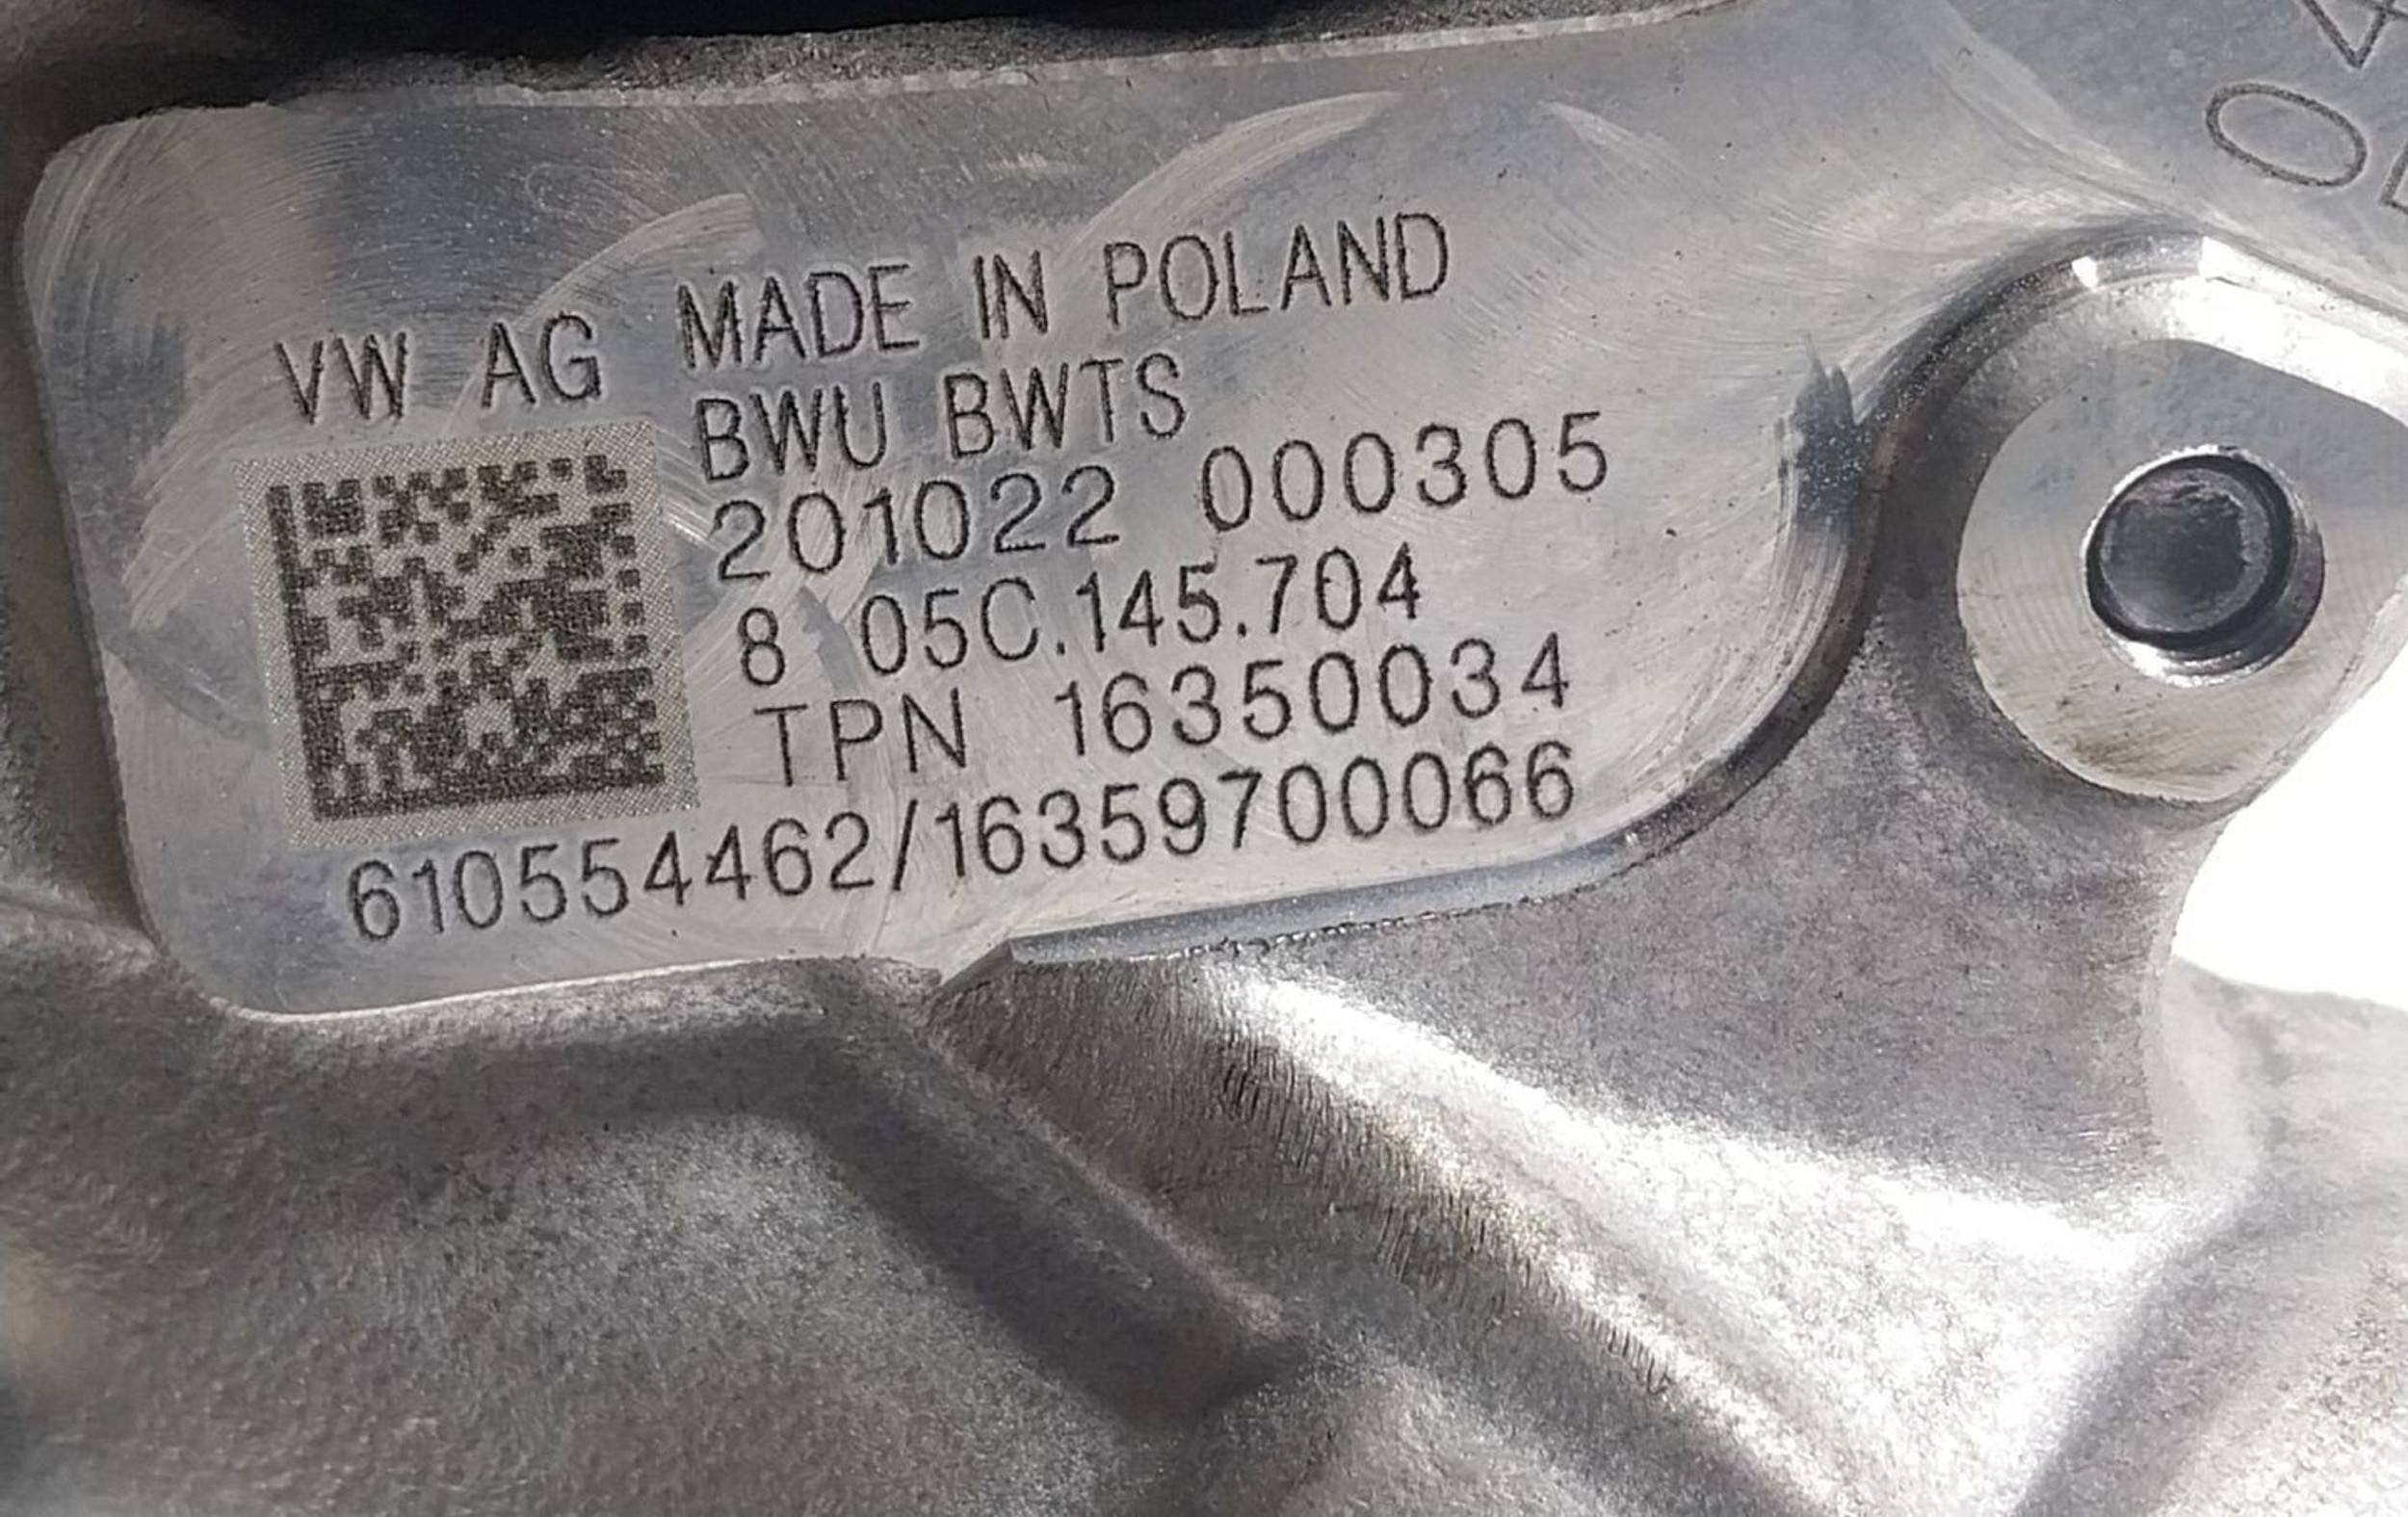 VW AG MADE IN POLAND
BWU BWTS
201022 000305
8 05C.145.704
TPN 16350034
610554462/16359700066